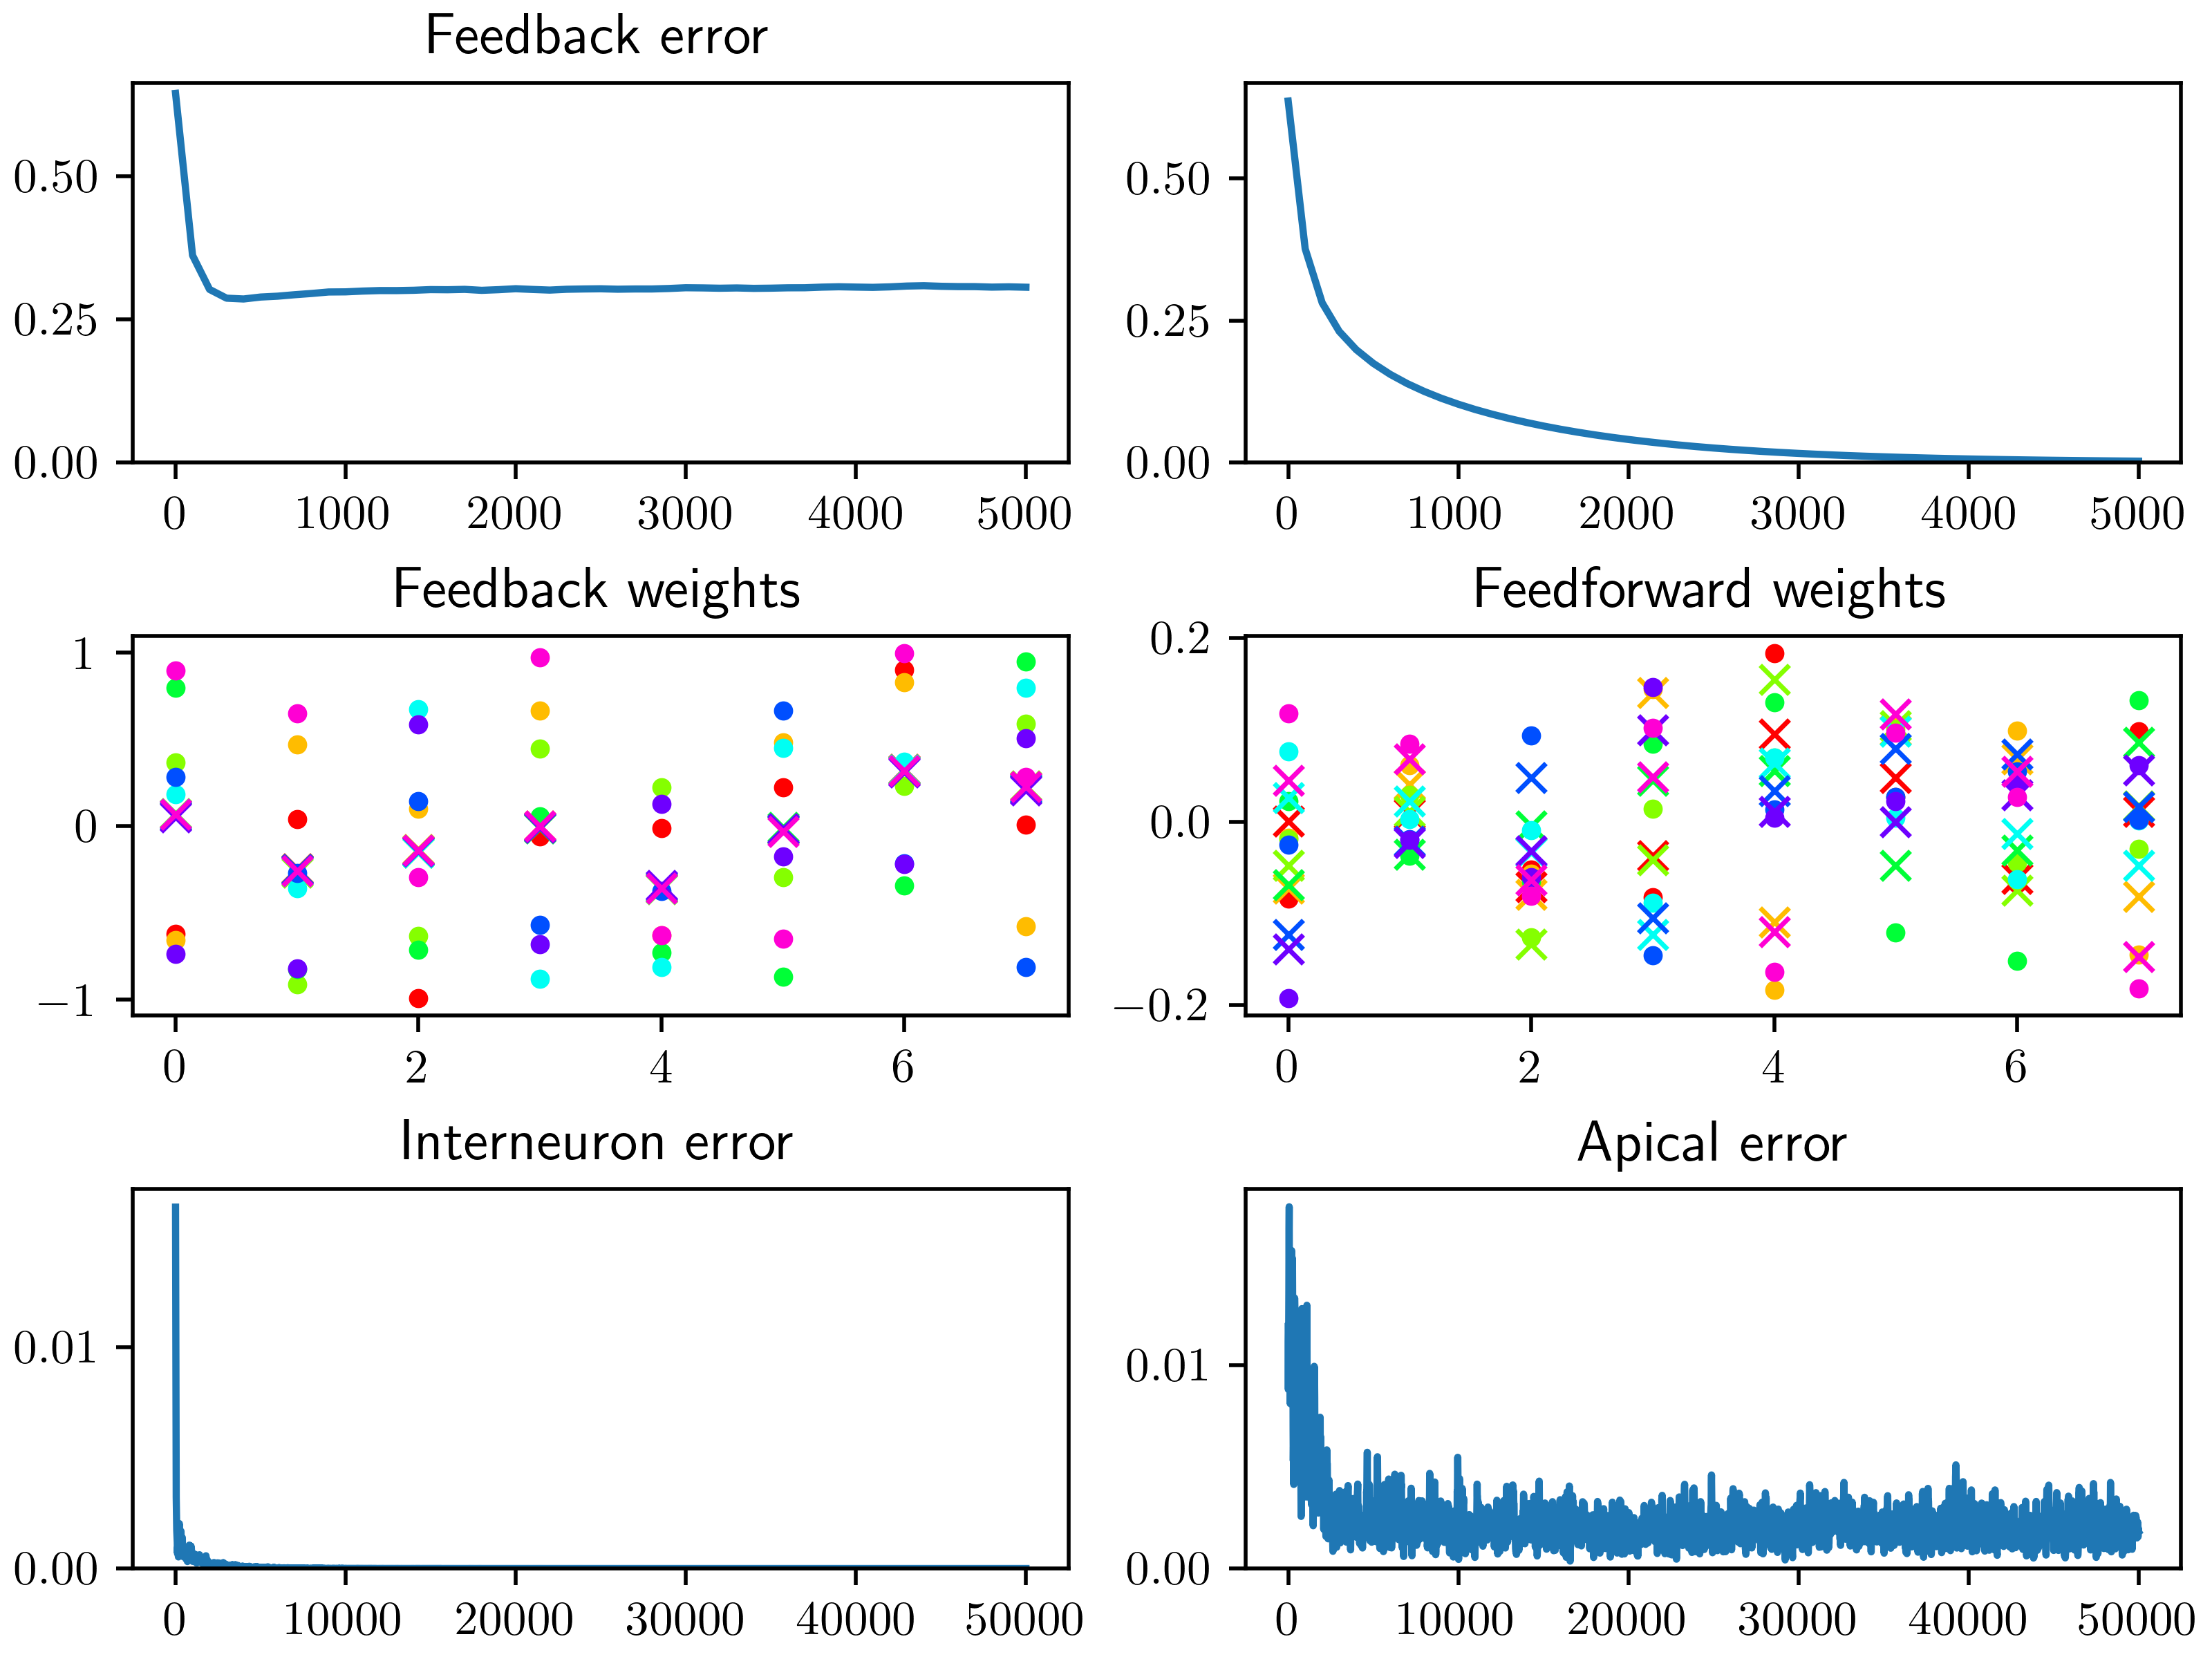 Feedback error
0.50
0.25
0.00
0 1000 2000 3000 4000 5000
0.50
0.25
0.00
0 1000 2000 3000 4000 5000
Feedback weights
1
0
−1
0 2 4 6
Feedforward weights
0.2
0.0
−0.2
0 2 4 6
Interneuron error
0.01
0.00
0 10000 20000 30000 40000 50000
Apical error
0.01
0.00
0 10000 20000 30000 40000 50000